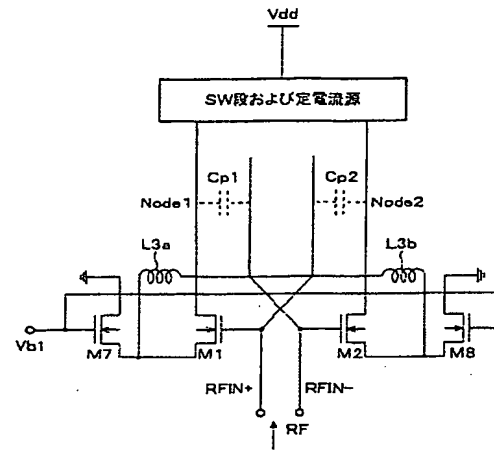 Vdd
SW段および定電流源
Cp1
Cp2
Node1
Node2
L3a
L3b
Vb1
M7
M1
M2
M8
RFIN+
RFIN-
RF